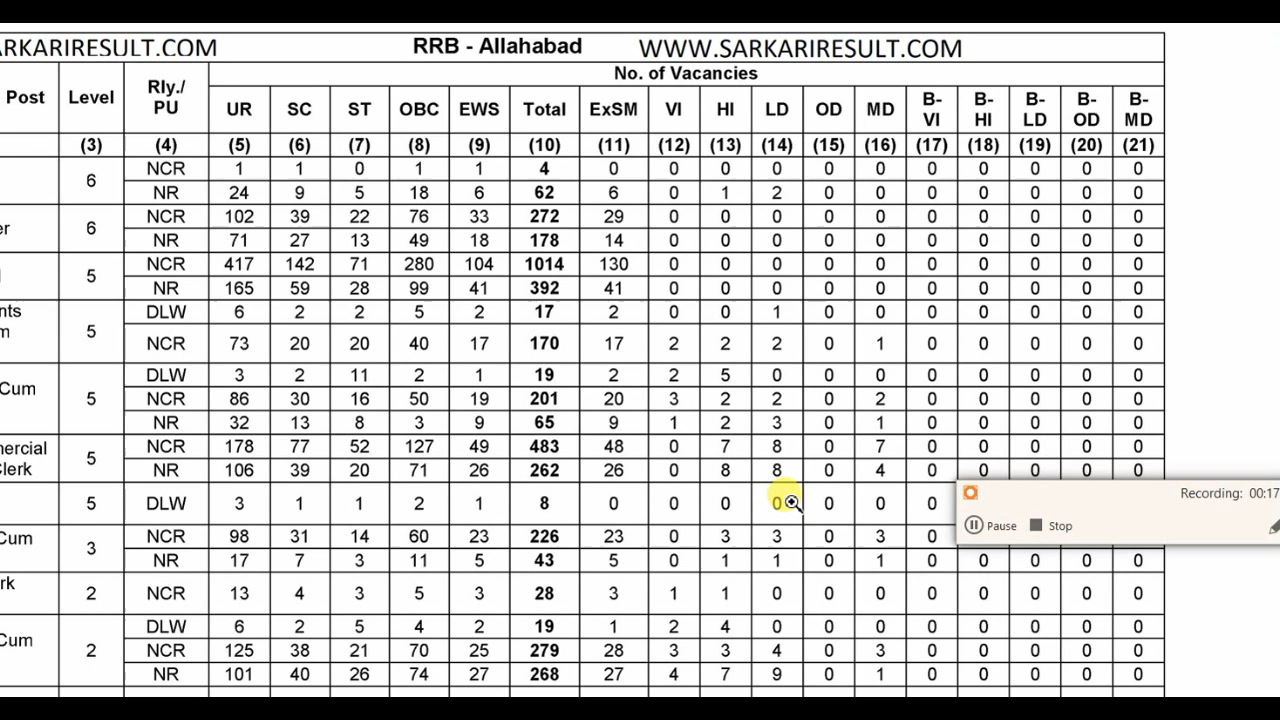 ARKARIRESULT.COM RRB - Allahabad WWW.SARKARIRESULT.COM
Post Level Rly./ PU No. of Vacancies
UR SC ST OBC EWS Total ExSM VI HI LD OD MD B-VI B-HI B-LD B-OD B-MD
(3) (4) (5) (6) (7) (8) (9) (10) (11) (12) (13) (14) (15) (16) (17) (18) (19) (20) (21)
6 NCR 1 1 0 1 1 4 0 0 0 0 0 0 0 0 0 0 0
NR 24 9 5 18 6 62 6 0 1 2 0 0 0 0 0 0 0
er 6 NCR 102 39 22 76 33 272 29 0 0 0 0 0 0 0 0 0 0
NR 71 27 13 49 18 178 14 0 0 0 0 0 0 0 0 0 0
5 NCR 417 142 71 280 104 1014 130 0 0 0 0 0 0 0 0 0 0
NR 165 59 28 99 41 392 41 0 0 0 0 0 0 0 0 0 0
nts m 5 DLW 6 2 2 5 2 17 2 0 0 1 0 0 0 0 0 0 0
NCR 73 20 20 40 17 170 17 2 2 2 0 1 0 0 0 0 0
Cum 5 DLW 3 2 11 2 1 19 2 2 5 0 0 0 0 0 0 0 0
NCR 86 30 16 50 19 201 20 3 2 2 0 2 0 0 0 0 0
NR 32 13 8 3 9 65 9 1 2 3 0 1 0 0 0 0 0
mercial Clerk 5 NCR 178 77 52 127 49 483 48 0 7 8 0 7 0 0 0 0 0
NR 106 39 20 71 26 262 26 0 8 8 0 4 0 0 0 0 0
5 DLW 3 1 1 2 1 8 0 0 0 0 0 0 0
Recording: 00:17
Pause Stop
Cum 3 NCR 98 31 14 60 23 226 23 0 3 3 0 3 0
NR 17 7 3 11 5 43 5 0 1 1 0 1 0 0 0 0 0
rk 2 NCR 13 4 3 5 3 28 3 1 1 0 0 0 0 0 0 0 0
Cum 2 DLW 6 2 5 4 2 19 1 2 4 0 0 0 0 0 0 0 0
NCR 125 38 21 70 25 279 28 3 3 4 0 3 0 0 0 0 0
NR 101 40 26 74 27 268 27 4 7 9 0 1 0 0 0 0 0